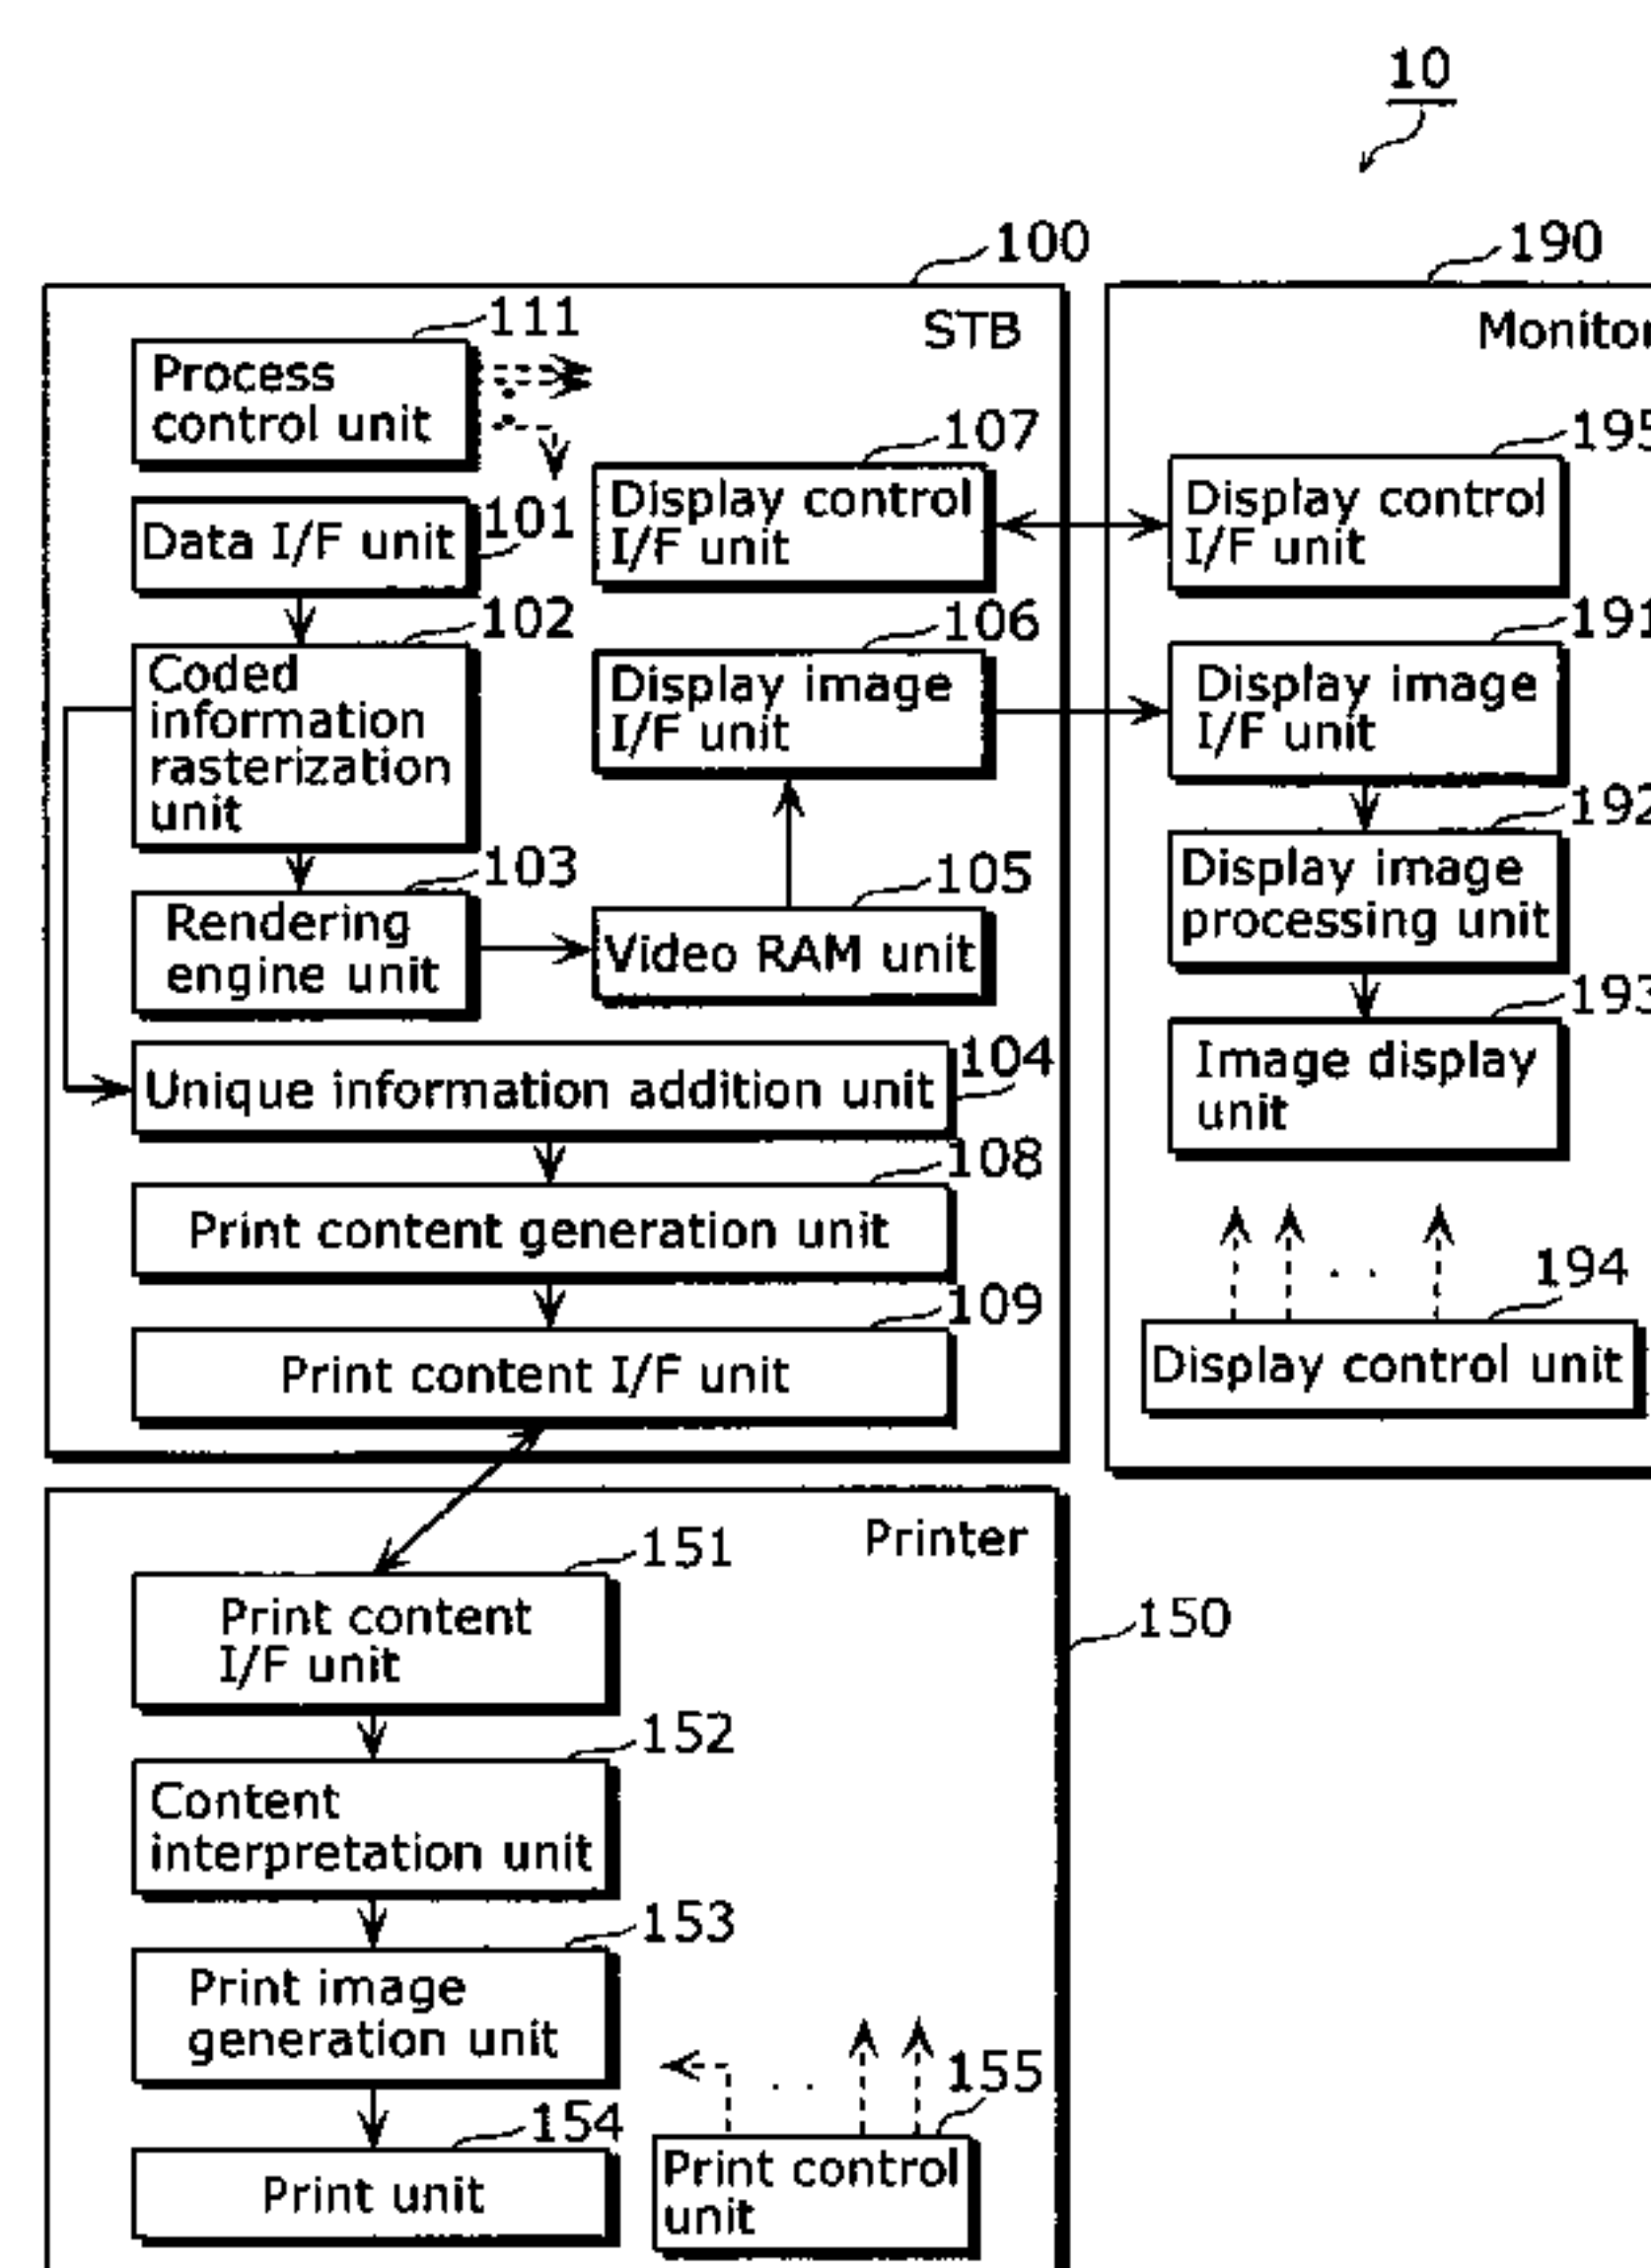 10
100
190
STB
Monitor
111
Process
control unit
107
195
Display control
I/F unit
Display control
I/F unit
Data I/F unit
101
102
106
191
Coded
information
rasterization
unit
Display image
I/F unit
Display image
I/F unit
192
103
105
Display image
processing unit
Rendering
engine unit
Video RAM unit
193
104
Image display
unit
Unique information addition unit
108
Print content generation unit
109
194
Print content I/F unit
Display control unit
Printer
151
150
Print content
I/F unit
152
Content
interpretation unit
153
Print image
generation unit
155
154
Print unit
Print control
unit